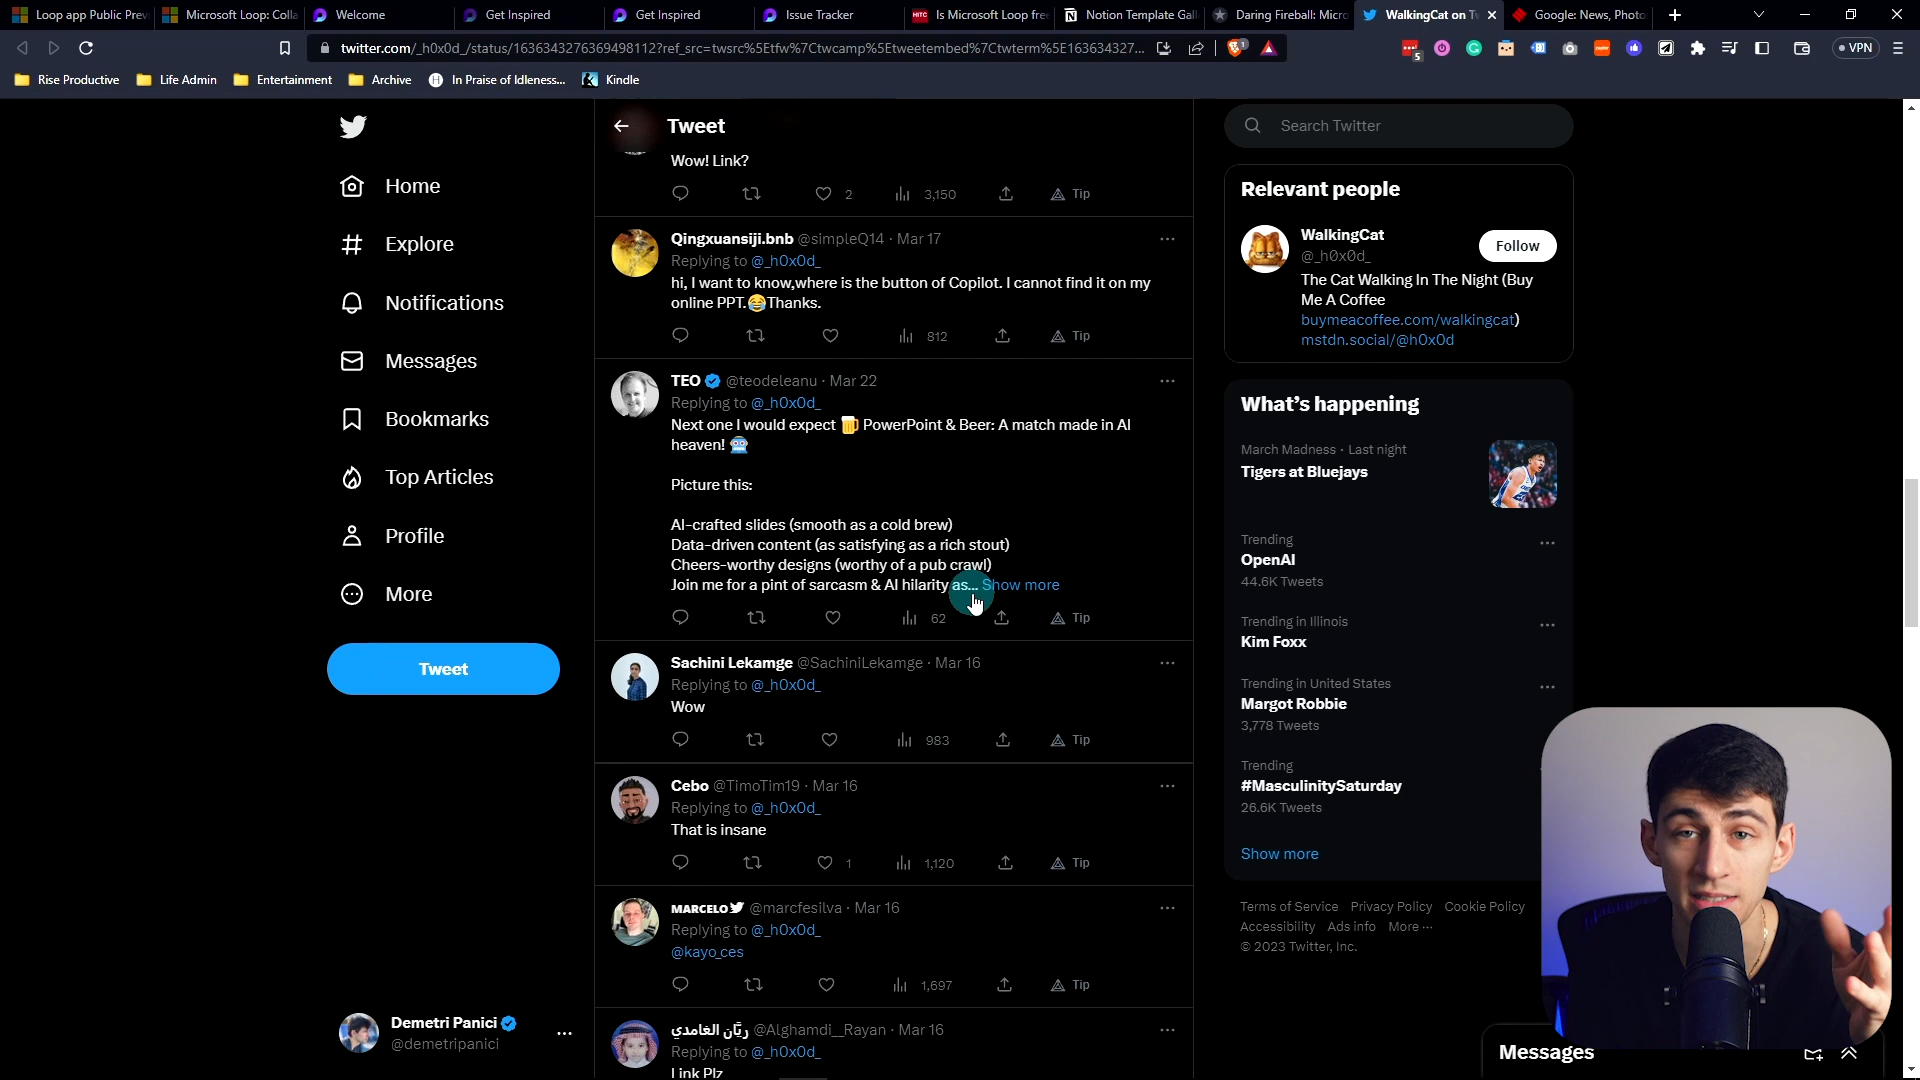 Loop app Public Prev
Microsoft Loop: Colla
Welcome
Get Inspired
Get Inspired
Issue Tracker
Is Microsoft Loop fre
Notion Template Gal
Daring Fireball: Micro
WalkingCat on Tw
Google: News, Photo
twitter.com/_h0x0d_/status/1636343276369498112?ref_src=twsrc%5Etfw%7Ctwcamp%5Etweetembed%7Ctwterm%5E163634327...
VPN
Rise Productive
Life Admin
Entertainment
Archive
In Praise of Idleness...
Kindle
Home
Explore
Notifications
Messages
Bookmarks
Top Articles
Profile
More
Tweet
Demetri Panici
@demetripanici
Tweet
Wow! Link?
2 3,150 Tip
Qingxuansiji.bnb @simpleQ14 · Mar 17
Replying to @_h0x0d_
hi, I want to know,where is the button of Copilot. I cannot find it on my
online PPT.😂Thanks.
812 Tip
TEO @teodeleanu · Mar 22
Replying to @_h0x0d_
Next one I would expect 🍺 PowerPoint & Beer: A match made in AI
heaven! 🤖
Picture this:
AI-crafted slides (smooth as a cold brew)
Data-driven content (as satisfying as a rich stout)
Cheers-worthy designs (worthy of a pub crawl)
Join me for a pint of sarcasm & AI hilarity as... Show more
62 Tip
Sachini Lekamge @SachiniLekamge · Mar 16
Replying to @_h0x0d_
Wow
983 Tip
Cebo @TimoTim19 · Mar 16
Replying to @_h0x0d_
That is insane
1 1,120 Tip
MARCELO @marcfesilva · Mar 16
Replying to @_h0x0d_
@kayo_ces
1,697 Tip
ريّان الغامدي @Alghamdi__Rayan · Mar 16
Replying to @_h0x0d_
Link Plz
Search Twitter
Relevant people
WalkingCat
@_h0x0d_
Follow
The Cat Walking In The Night (Buy
Me A Coffee
buymeacoffee.com/walkingcat)
mstdn.social/@h0x0d
What's happening
March Madness · Last night
Tigers at Bluejays
Trending
OpenAI
44.6K Tweets
Trending in Illinois
Kim Foxx
Trending in United States
Margot Robbie
3,778 Tweets
Trending
#MasculinitySaturday
26.6K Tweets
Show more
Terms of Service Privacy Policy Cookie Policy
Accessibility Ads info More ···
© 2023 Twitter, Inc.
Messages